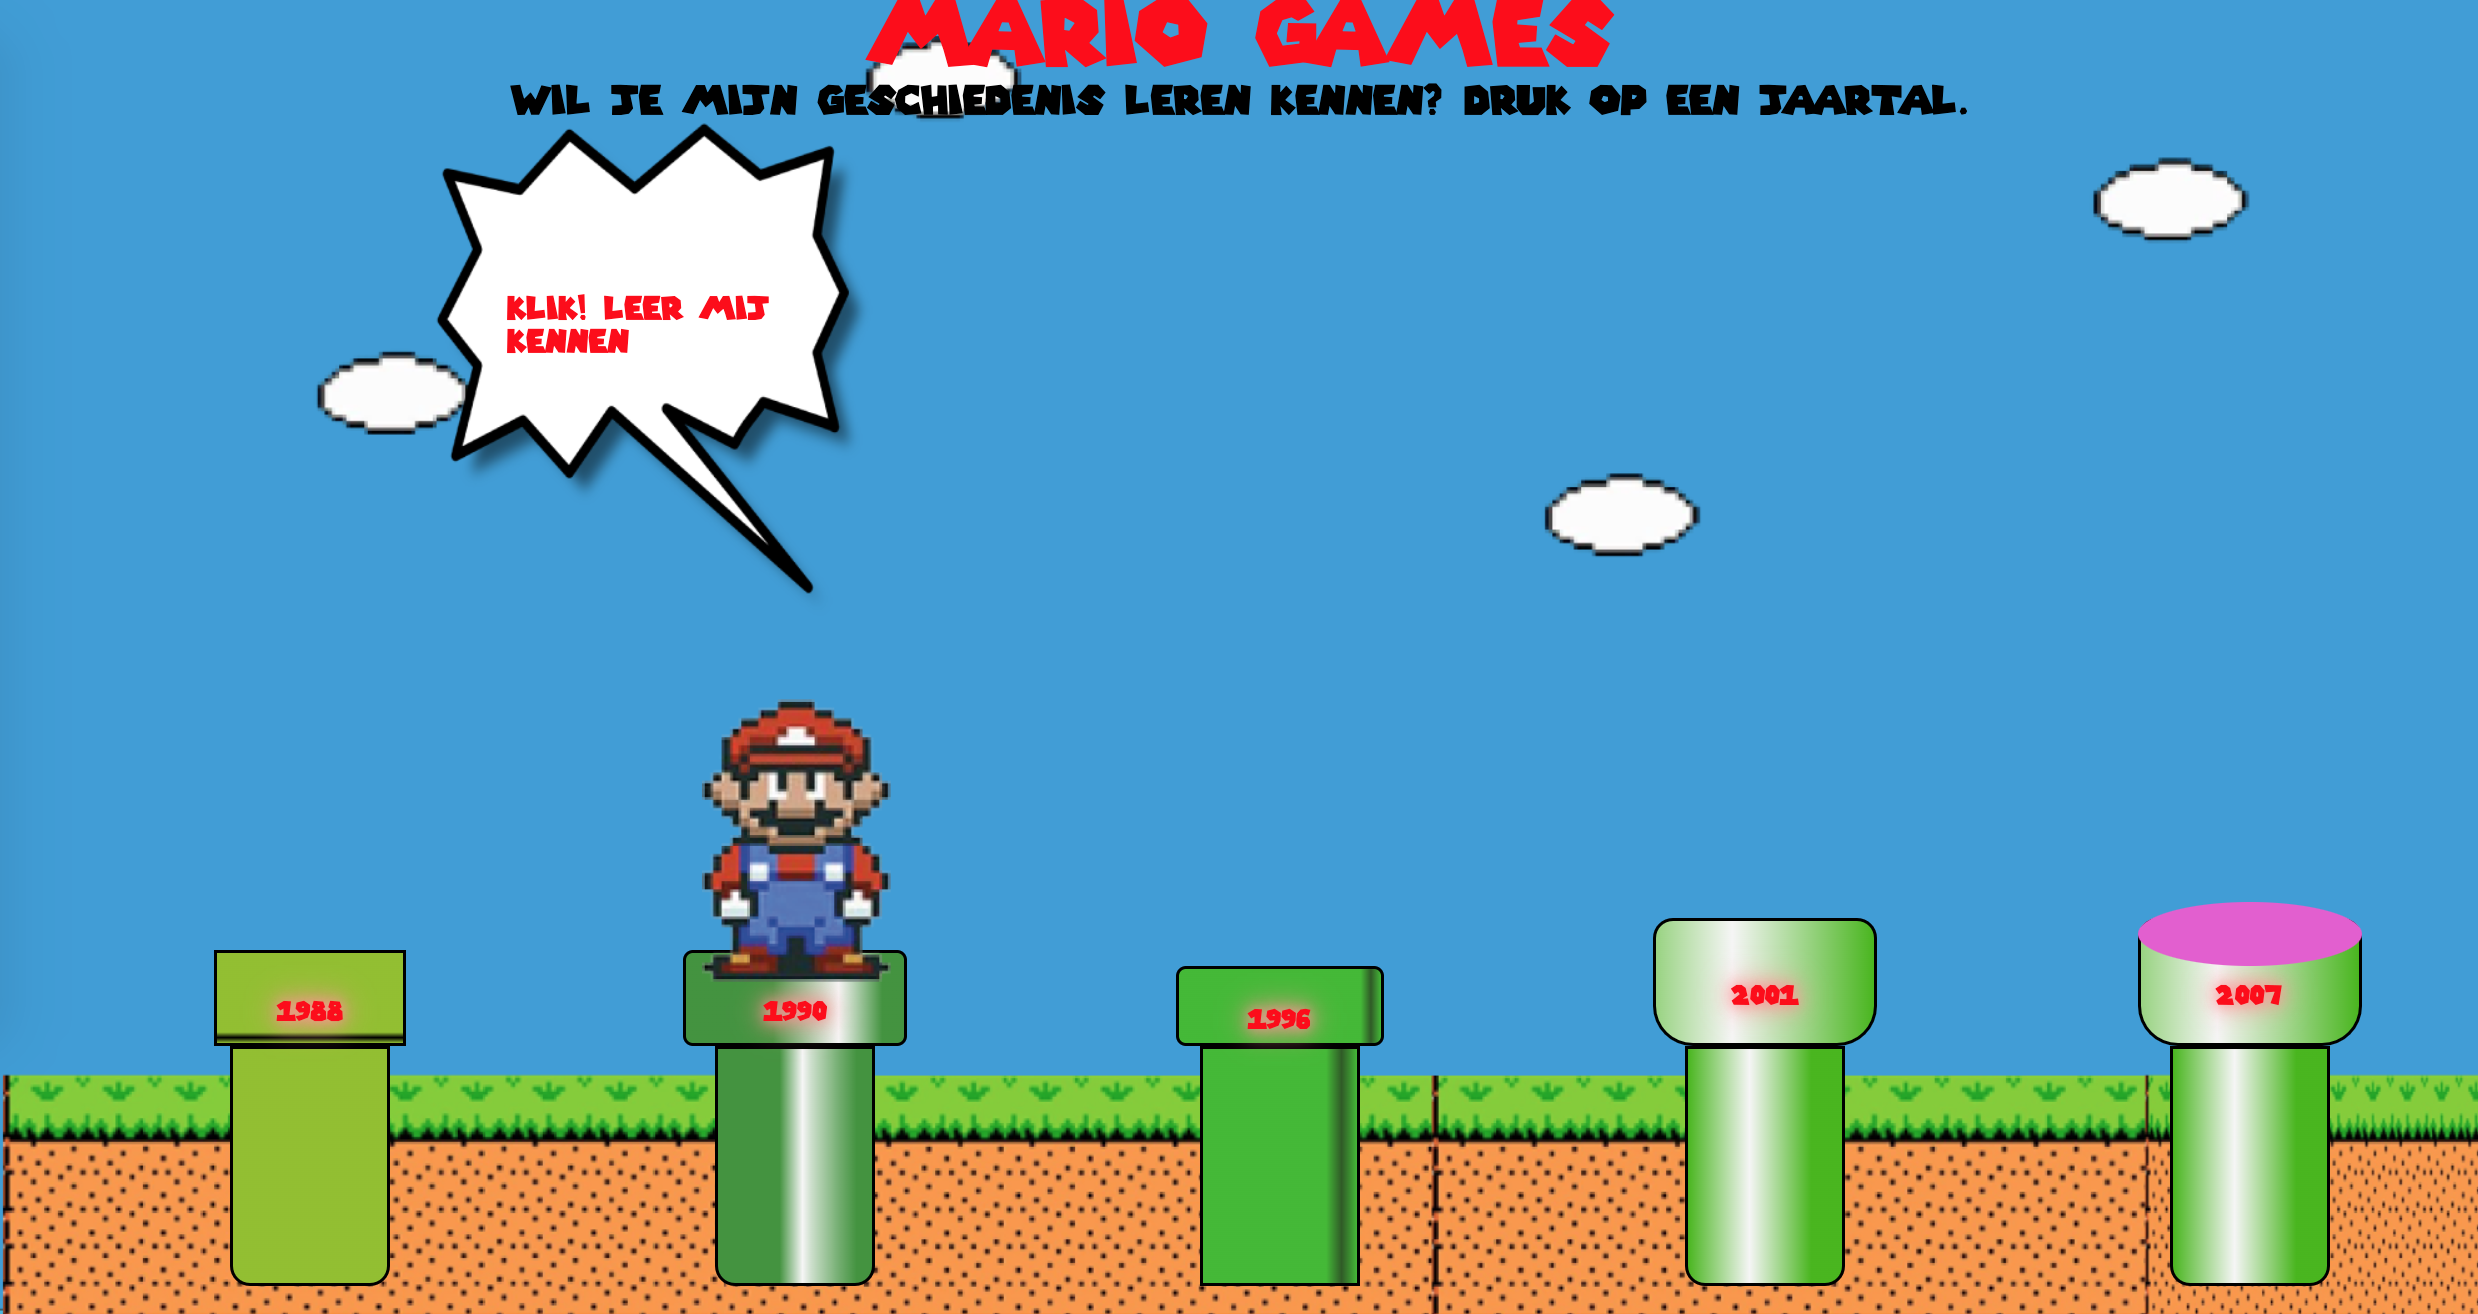 MARIO GAMES
WIL JE MIJN GESCHIEDENIS LEREN KENNEN? DRUK OP EEN JAARTAL.
KLIK! LEER MIJ
KENNEN
1988
1990
1996
2001
2007